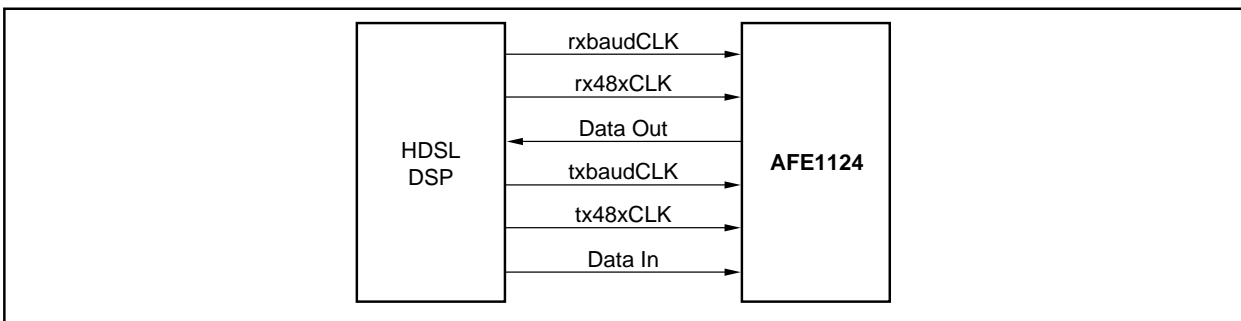 rxbaudCLK
rx48xCLK
Data Out
HDSL
DSP
AFE1124
txbaudCLK
tx48xCLK
Data In